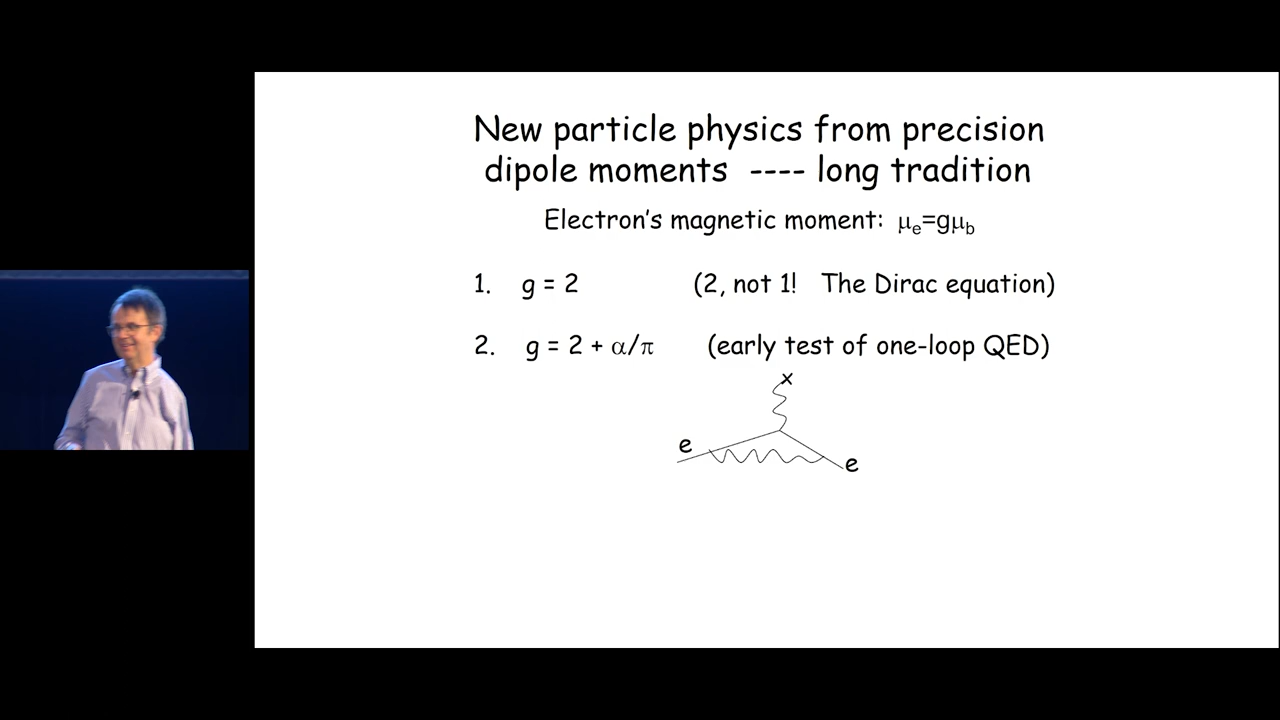 New particle physics from precision
dipole moments ---- long tradition
Electron's magnetic moment: μₑ=gμ_b
1. g = 2 (2, not 1! The Dirac equation)
2. g = 2 + α/π (early test of one-loop QED)
x
e
e